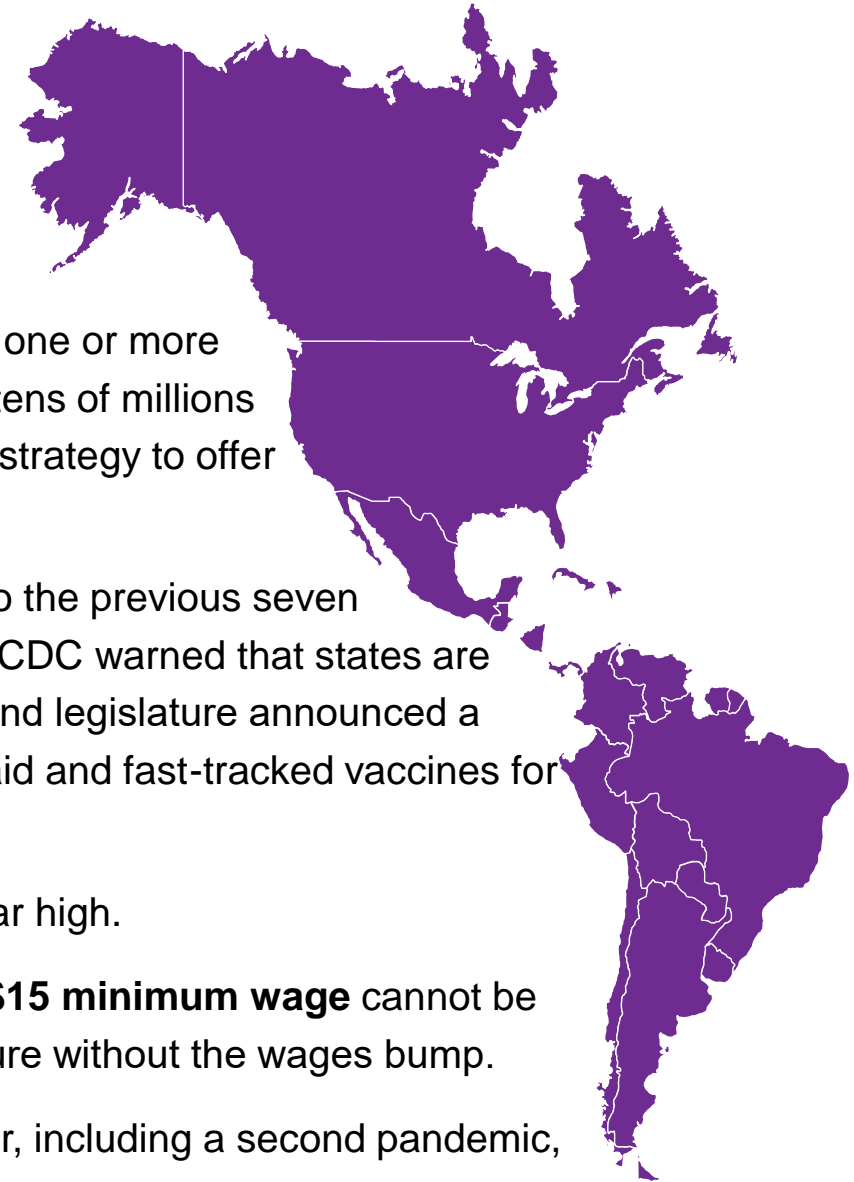 one or more
tens of millions
strategy to offer
o the previous seven
CDC warned that states are
nd legislature announced a
aid and fast-tracked vaccines for
ar high.
$15 minimum wage cannot be
ure without the wages bump.
r, including a second pandemic,